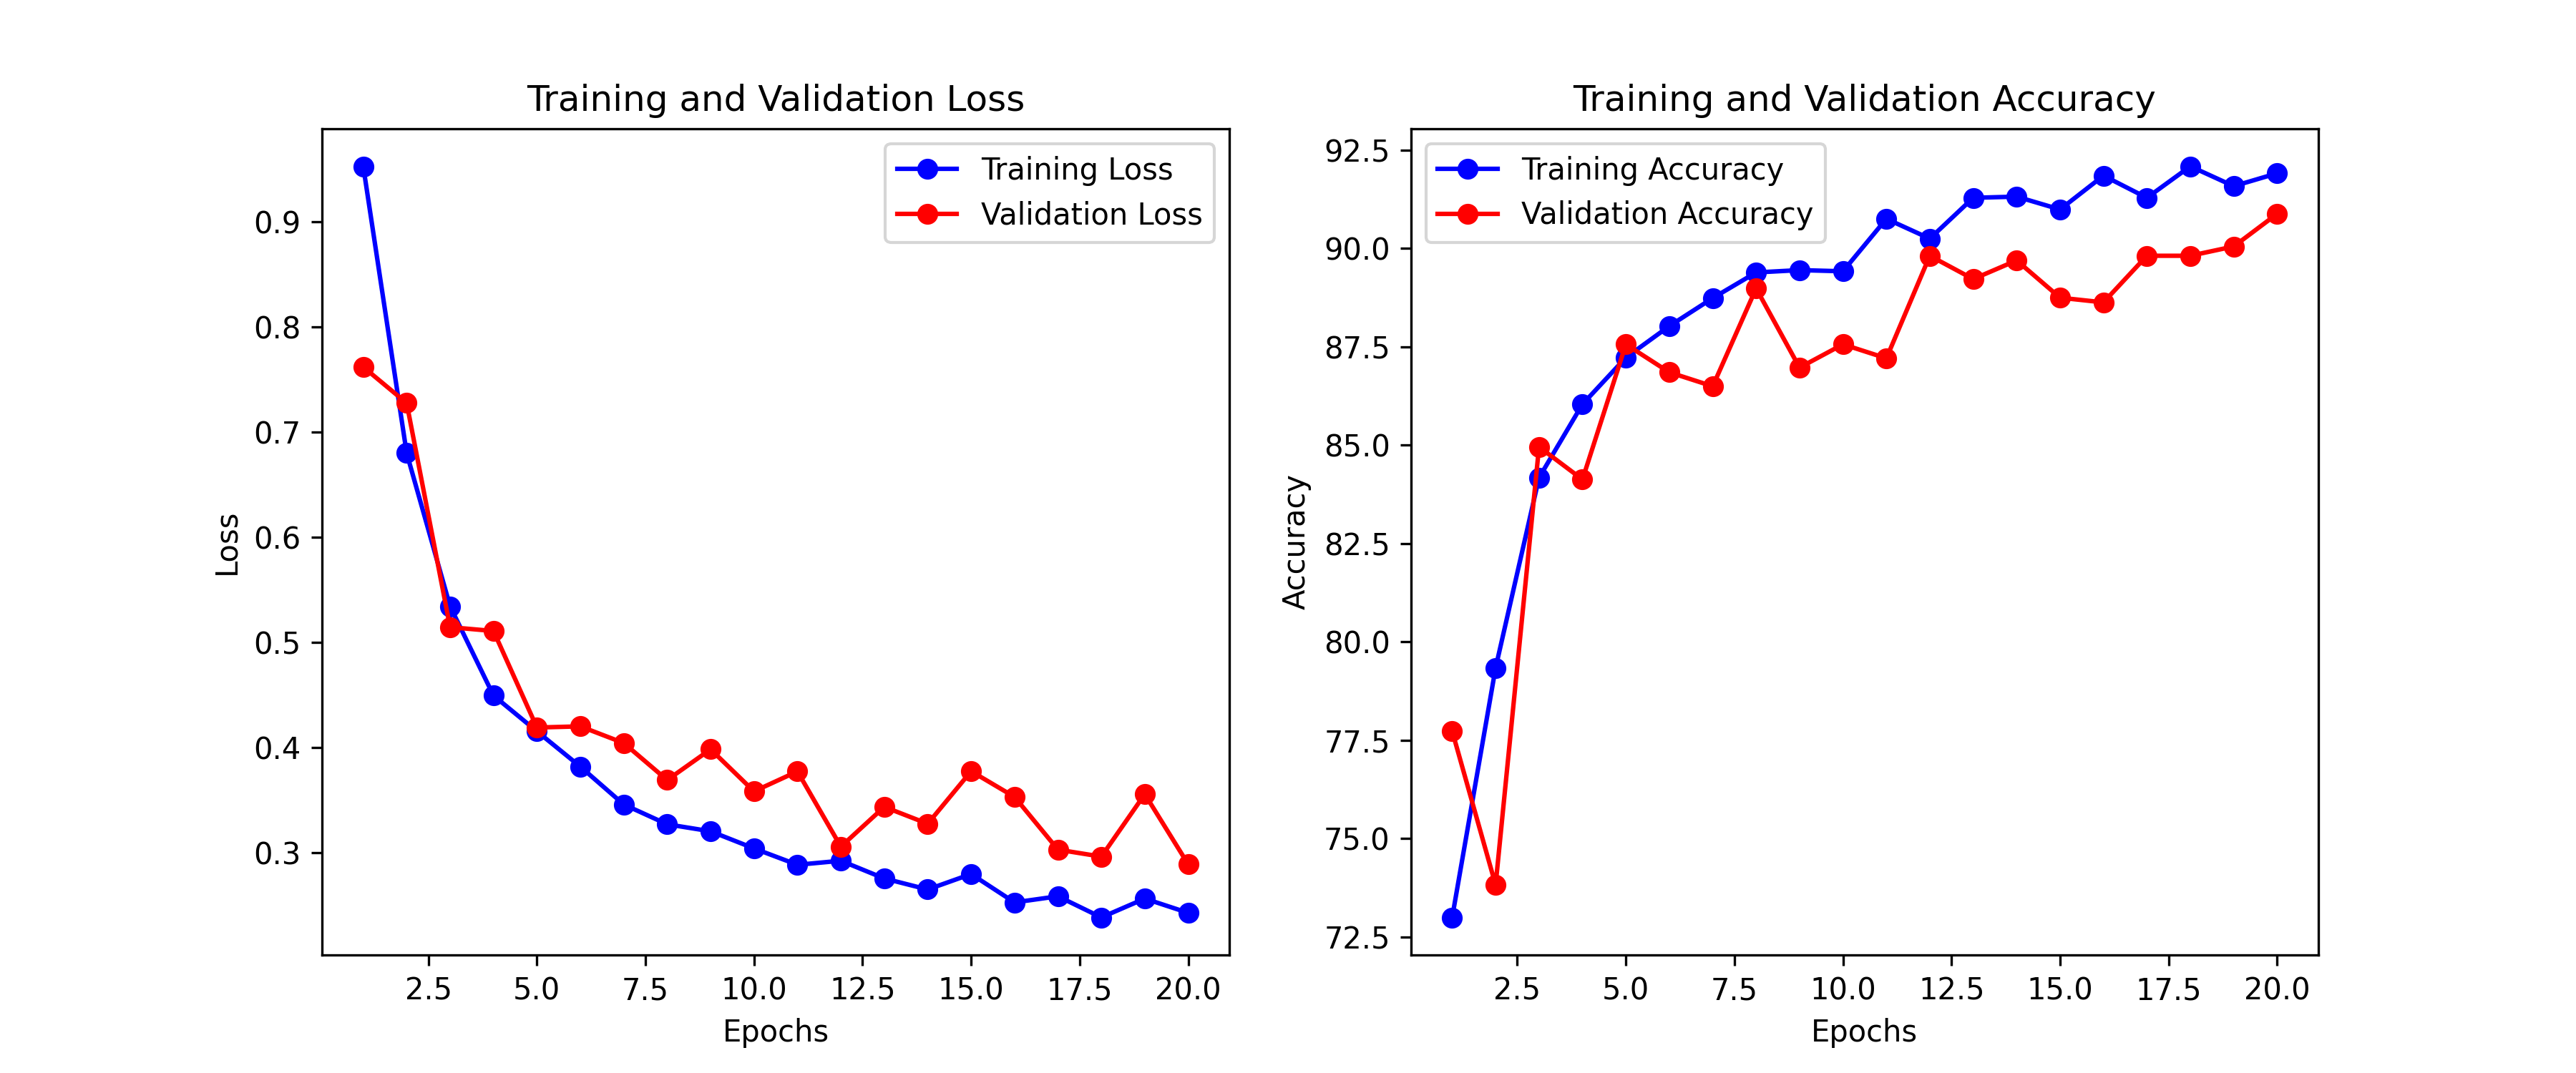 Training and Validation Loss
Training Loss
Validation Loss
0.9
0.8
0.7
0.6
0.5
0.4
0.3
Loss
2.5 5.0 7.5 10.0 12.5 15.0 17.5 20.0
Epochs
Training and Validation Accuracy
Training Accuracy
Validation Accuracy
92.5
90.0
87.5
85.0
82.5
80.0
77.5
75.0
72.5
Accuracy
2.5 5.0 7.5 10.0 12.5 15.0 17.5 20.0
Epochs